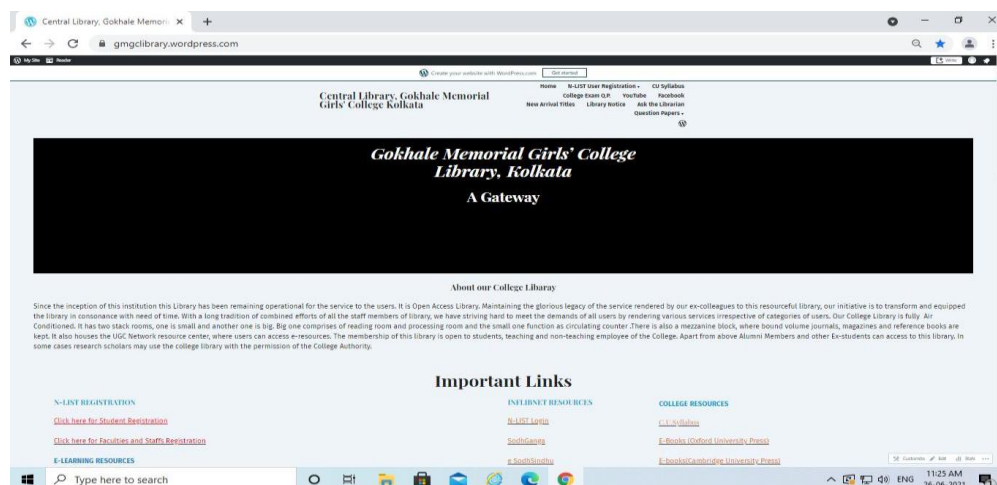 Central Library, Gokhale Memori
gmgclibrary.wordpress.com
My Site Reader
Write
Create your website with WordPress.com Get started
Central Library, Gokhale Memorial
Girls' College Kolkata
Home N-LIST User Registration CU Syllabus
College Exam Q.P. YouTube Facebook
New Arrival Titles Library Notice Ask the Librarian
Question Papers
Gokhale Memorial Girls' College
Library, Kolkata
A Gateway
About our College Libaray
Since the inception of this institution this Library has been remaining operational for the service to the users. It is Open Access Library. Maintaining the glorious legacy of the service rendered by our ex-colleagues to this resourceful library, our initiative is to transform and equipped
the library in consonance with need of time. With a long tradition of combined efforts of all the staff members of library, we have striving hard to meet the demands of all users by rendering various services irrespective of categories of users. Our College Library is fully Air
Conditioned. It has two stack rooms, one is small and another one is big. Big one comprises of reading room and processing room and the small one function as circulating counter .There is also a mezzanine block, where bound volume journals, magazines and reference books are
kept. It also houses the UGC Network resource center, where users can access e-resources. The membership of this library is open to students, teaching and non-teaching employee of the College. Apart from above Alumni Members and other Ex-students can access to this library. In
some cases research scholars may use the college library with the permission of the College Authority.
Important Links
N-LIST REGISTRATION
Click here for Student Registration
Click here for Faculties and Staffs Registration
E-LEARNING RESOURCES
INFLIBNET RESOURCES
N-LIST Login
SodhGanga
e SodhSindhu
COLLEGE RESOURCES
C.U Syllabus
E-Books (Oxford University Press)
E-books(Cambridge University Press)
Customize Edit Stats
Type here to search
ENG
11:25 AM
26-06-2021